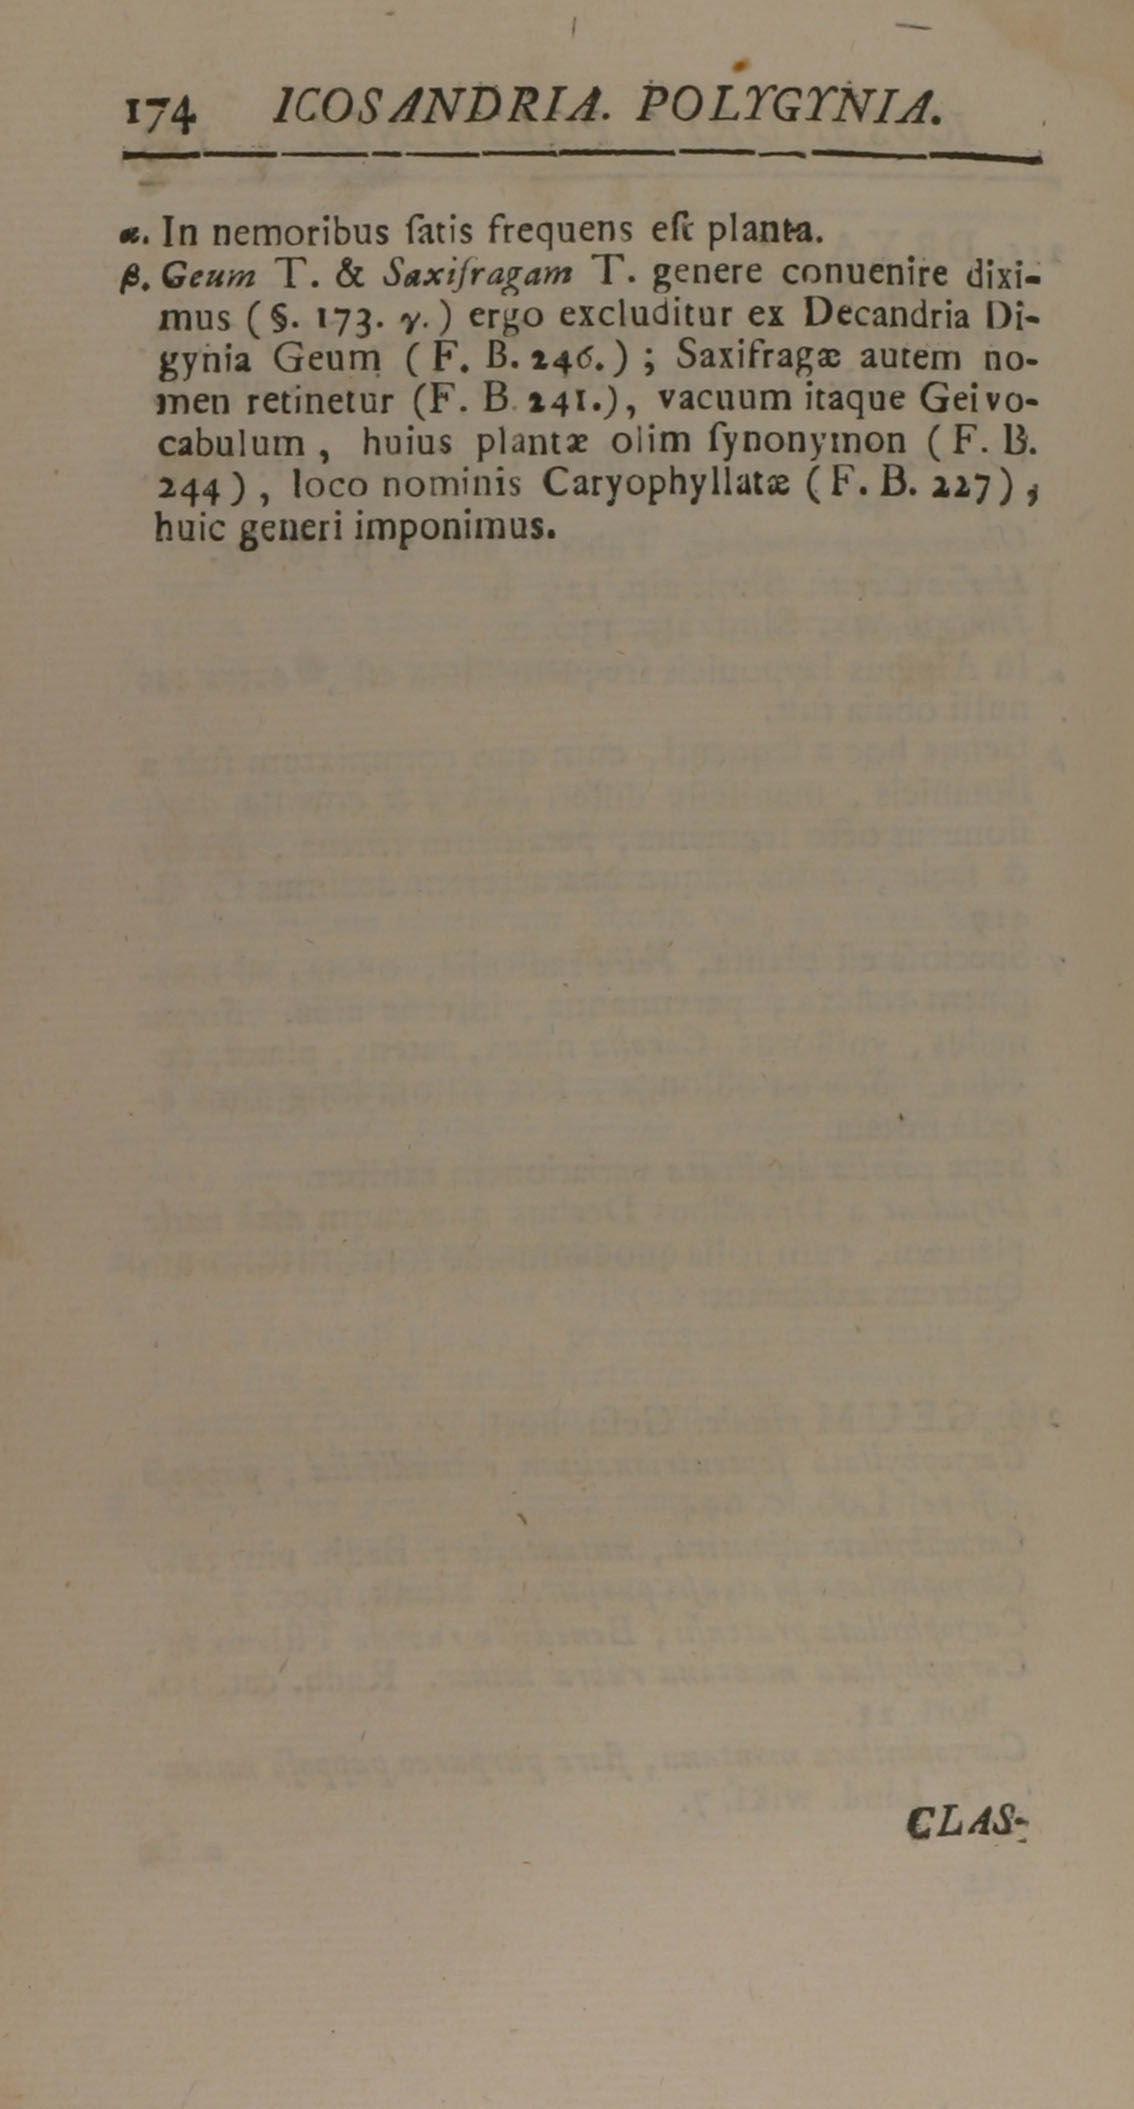 174 ICOSANDRIA. POLYGYNIA.
α. In nemoribus ſatis frequens eſt planta.
β. Geum T. & Saxifragam T. genere conuenire dixi-
mus (§. 173. γ.) ergo excluditur ex Decandria Di-
gynia Geum (F. B. 246.) ; Saxifragæ autem no-
men retinetur (F. B. 241.), vacuum itaque Gei vo-
cabulum , huius plantæ olim ſynonymon (F. B.
244) , loco nominis Caryophyllatæ (F. B. 227) ,
huic generi imponimus.
CLAS-